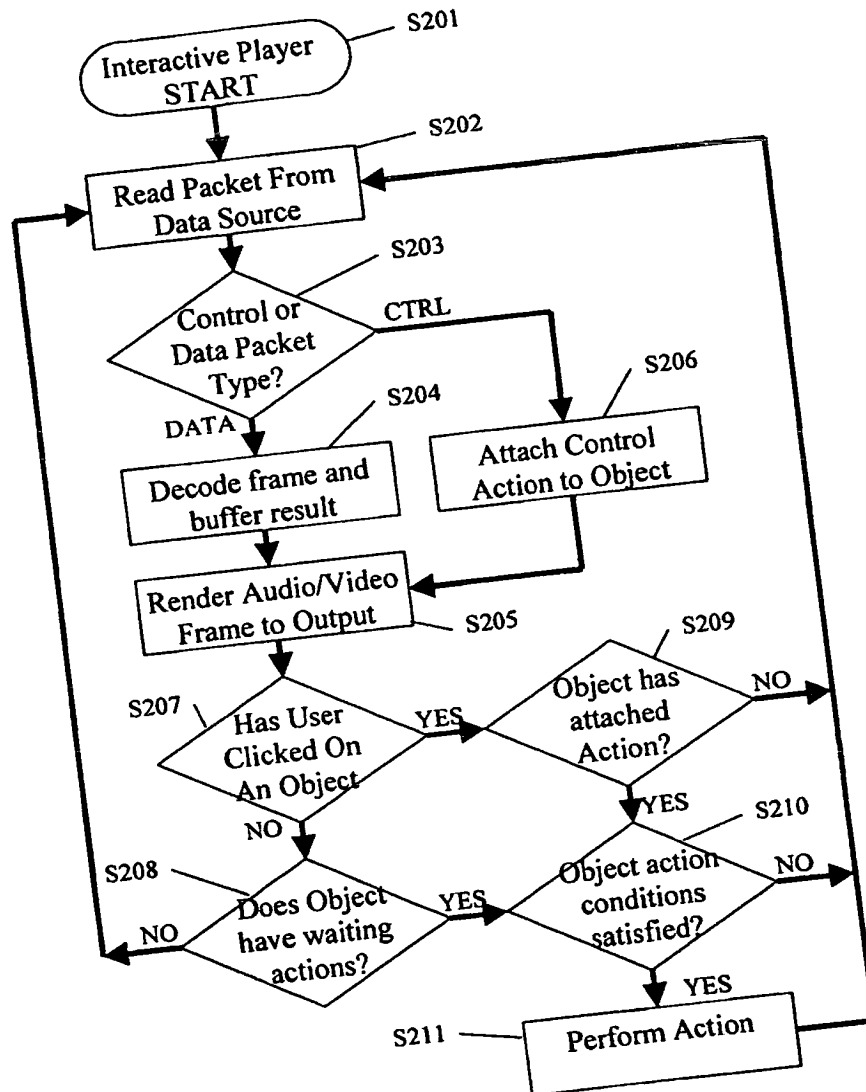 S201
Interactive Player
START
S202
Read Packet From
Data Source
S203
Control or
Data Packet
Type?
CTRL
DATA
S204
S206
Decode frame and
buffer result
Attach Control
Action to Object
Render Audio/Video
Frame to Output
S205
S207
Has User
Clicked On
An Object
YES
NO
S209
Object has
attached
Action?
NO
YES
S208
Does Object
have waiting
actions?
NO
YES
S210
Object action
conditions
satisfied?
NO
YES
S211
Perform Action